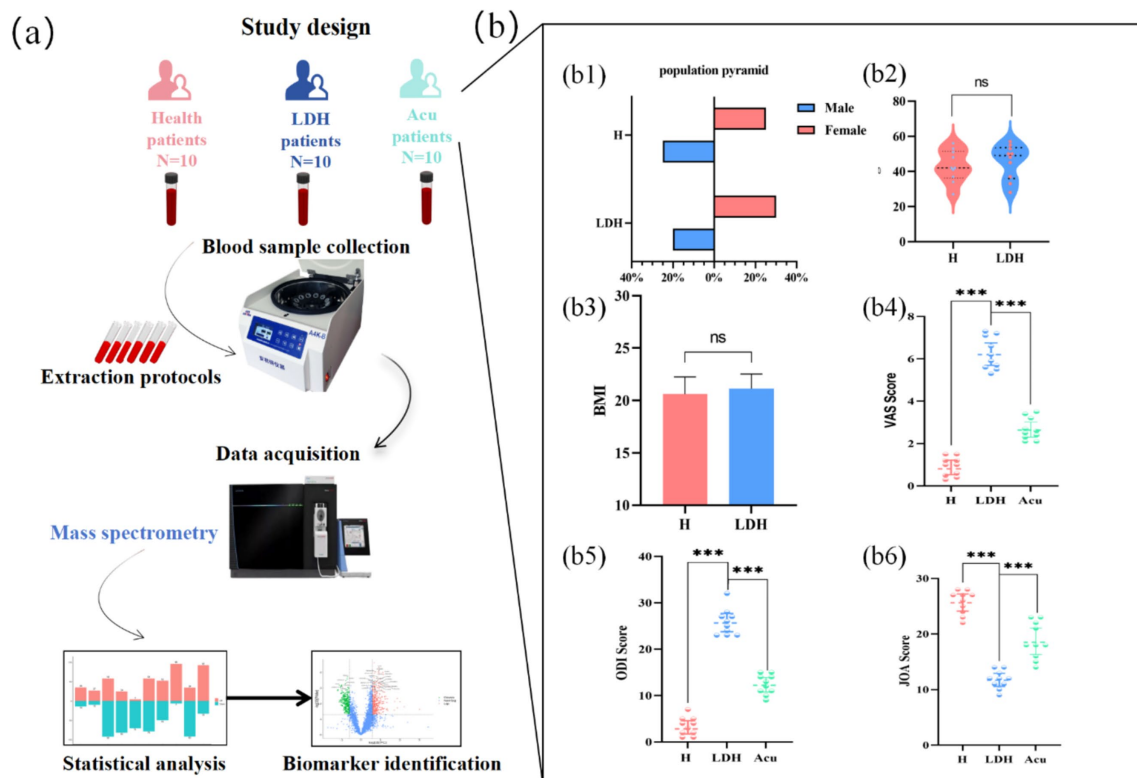 (a)
Study design
Health
patients
N=10
LDH
patients
N=10
Acu
patients
N=10
Blood sample collection
Extraction protocols
Data acquisition
Mass spectrometry
Statistical analysis
Biomarker identification
(b)
(b1)
population pyramid
Male
Female
H
LDH
40% 20% 0% 20% 40%
(b2)
ns
80
60
40
20
0
H LDH
(b3)
ns
BMI
30
25
20
15
10
H LDH
(b4)
*** ***
VAS Score
8
6
4
2
0
H LDH Acu
(b5)
*** ***
ODI Score
40
30
20
10
0
H LDH Acu
(b6)
*** ***
JOA Score
30
20
10
0
H LDH Acu